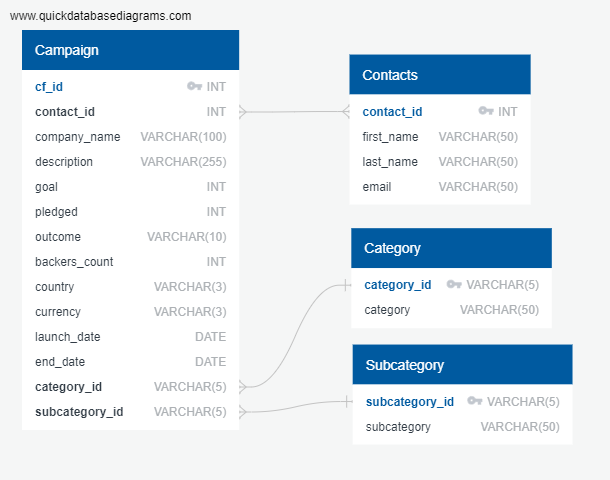 www.quickdatabasediagrams.com
Campaign
cf_id INT
contact_id INT
company_name VARCHAR(100)
description VARCHAR(255)
goal INT
pledged INT
outcome VARCHAR(10)
backers_count INT
country VARCHAR(3)
currency VARCHAR(3)
launch_date DATE
end_date DATE
category_id VARCHAR(5)
subcategory_id VARCHAR(5)
Contacts
contact_id INT
first_name VARCHAR(50)
last_name VARCHAR(50)
email VARCHAR(50)
Category
category_id VARCHAR(5)
category VARCHAR(50)
Subcategory
subcategory_id VARCHAR(5)
subcategory VARCHAR(50)